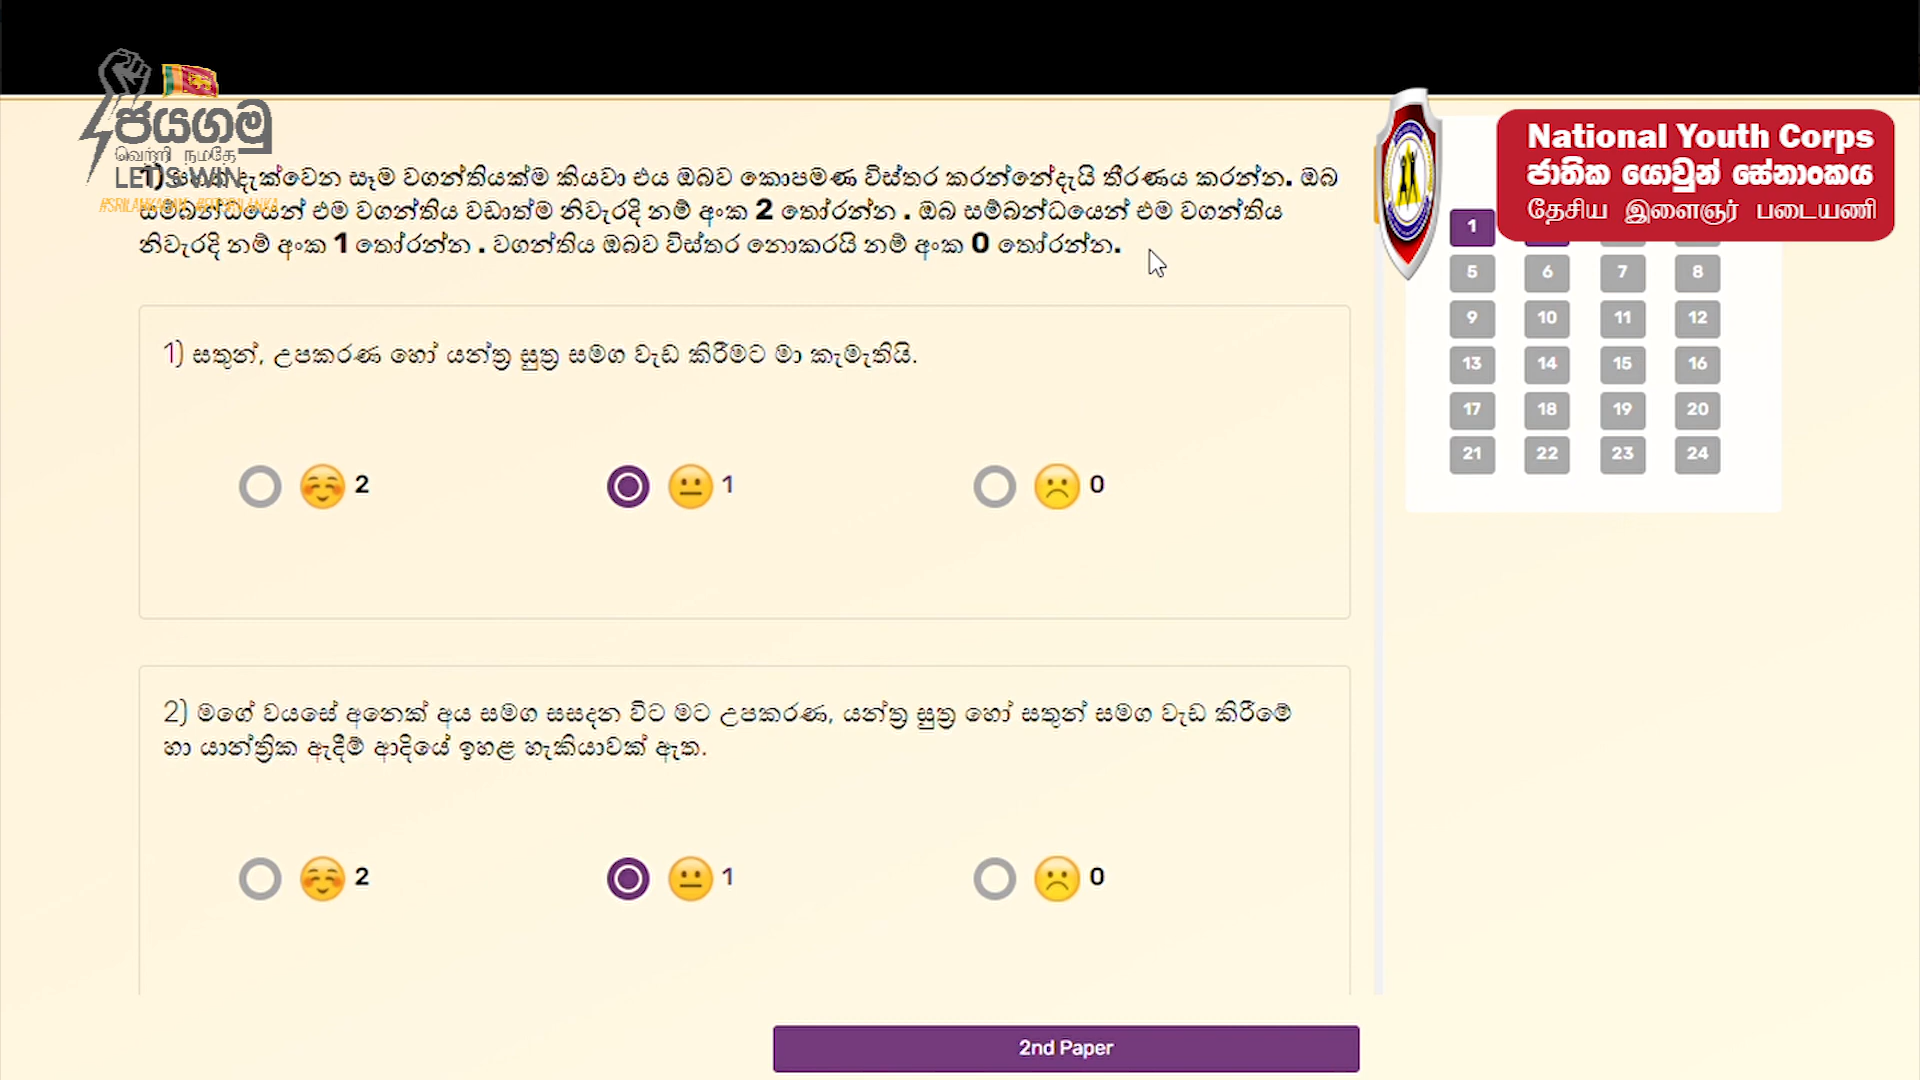 ජයගමු
வெற்றி நமதே
LET'S WIN
National Youth Corps
ජාතික යොවුන් සේනාංකය
தேசிய இளைஞர் படையணி
1) දැක්වෙන සෑම වගන්තියක්ම කියවා එය ඔබව කොපමණ විස්තර කරන්නේදැයි තීරණය කරන්න. ඔබ
සම්බන්ධයෙන් එම වගන්තිය වඩාත්ම නිවැරදි නම් අංක 2 තෝරන්න . ඔබ සම්බන්ධයෙන් එම වගන්තිය
නිවැරදි නම් අංක 1 තෝරන්න . වගන්තිය ඔබව විස්තර නොකරයි නම් අංක 0 තෝරන්න.
1) සතුන්, උපකරණ හෝ යන්ත්‍ර සුත්‍ර සමග වැඩ කිරීමට මා කැමැතියි.
2 1 0
2) මගේ වයසේ අනෙක් අය සමග සසදන විට මට උපකරණ, යන්ත්‍ර සුත්‍ර හෝ සතුන් සමග වැඩ කිරීමේ
හා යාන්ත්‍රික ඇදීම් ආදියේ ඉහළ හැකියාවක් ඇත.
2 1 0
2nd Paper
1
5 6 7 8
9 10 11 12
13 14 15 16
17 18 19 20
21 22 23 24